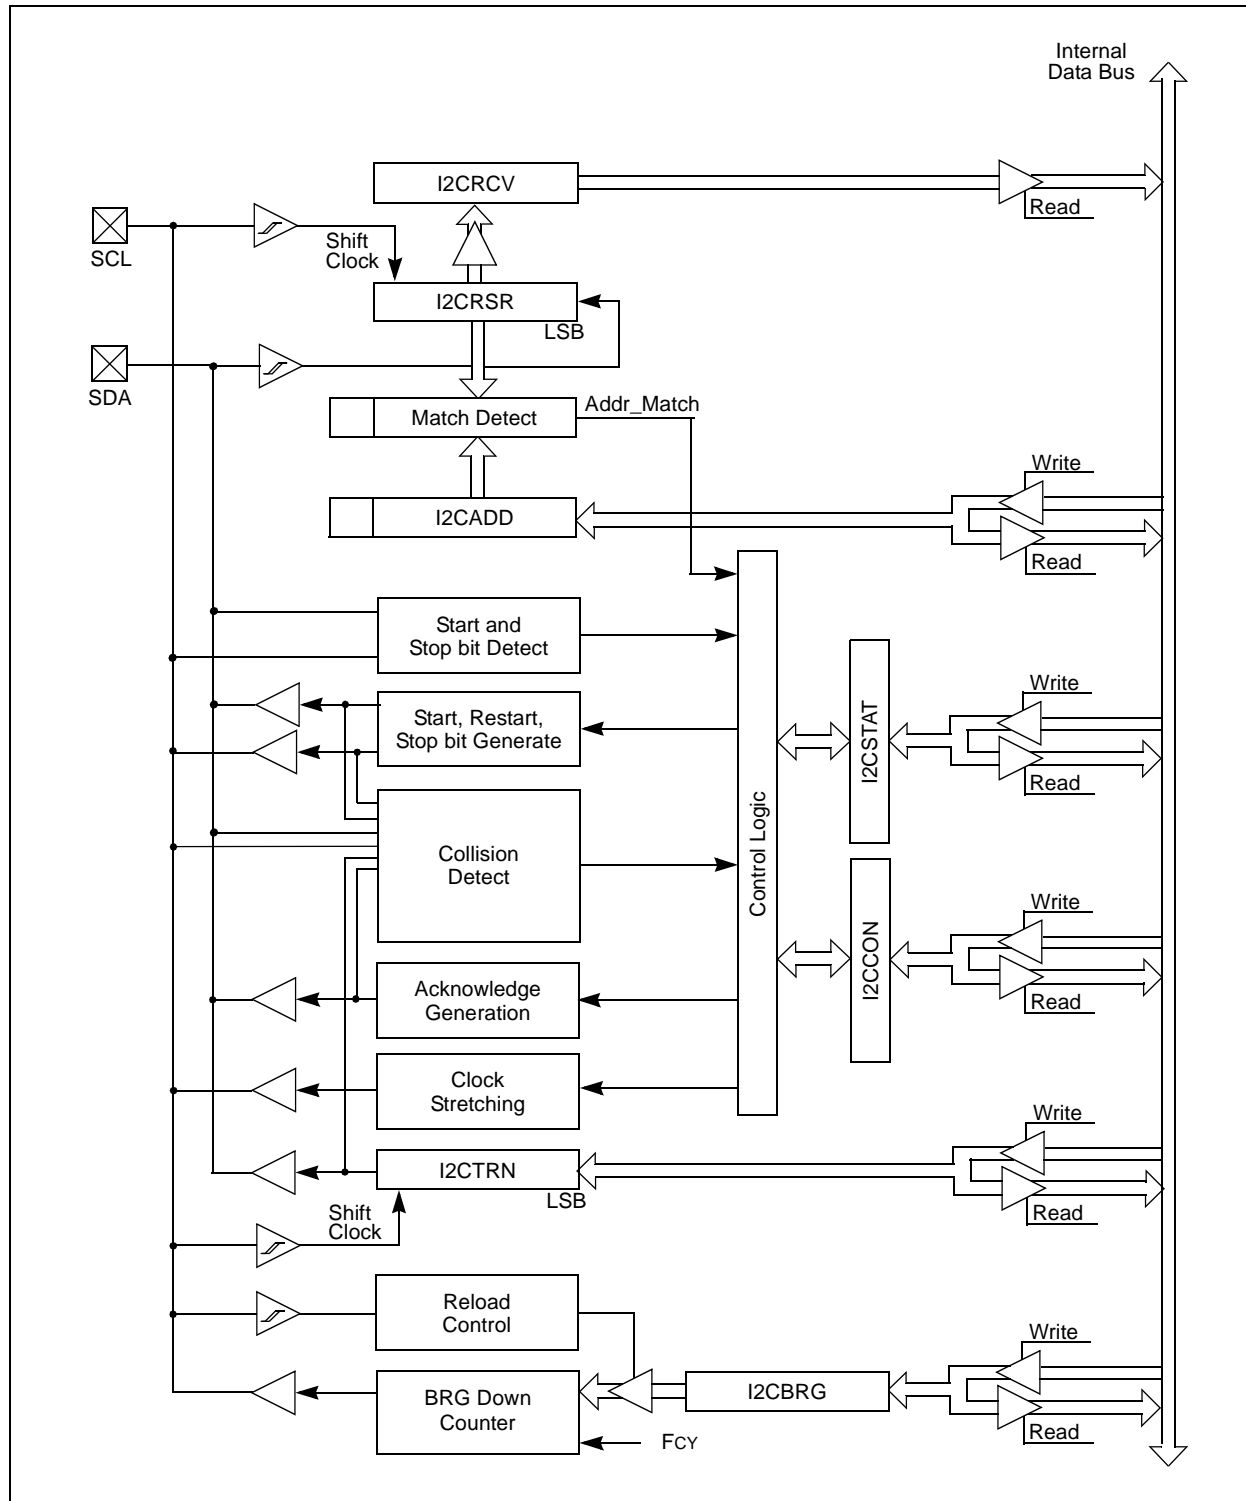 Internal
Data Bus
I2CRCV
Read
SCL
Shift
Clock
I2CRSR
LSB
SDA
Match Detect
Addr_Match
Write
I2CADD
Read
Start and
Stop bit Detect
Write
Start, Restart,
Stop bit Generate
I2CSTAT
Read
Control Logic
Collision
Detect
Write
I2CCON
Acknowledge
Generation
Read
Clock
Stretching
Write
I2CTRN
LSB
Shift
Clock
Read
Reload
Control
Write
BRG Down
Counter
I2CBRG
FCY
Read